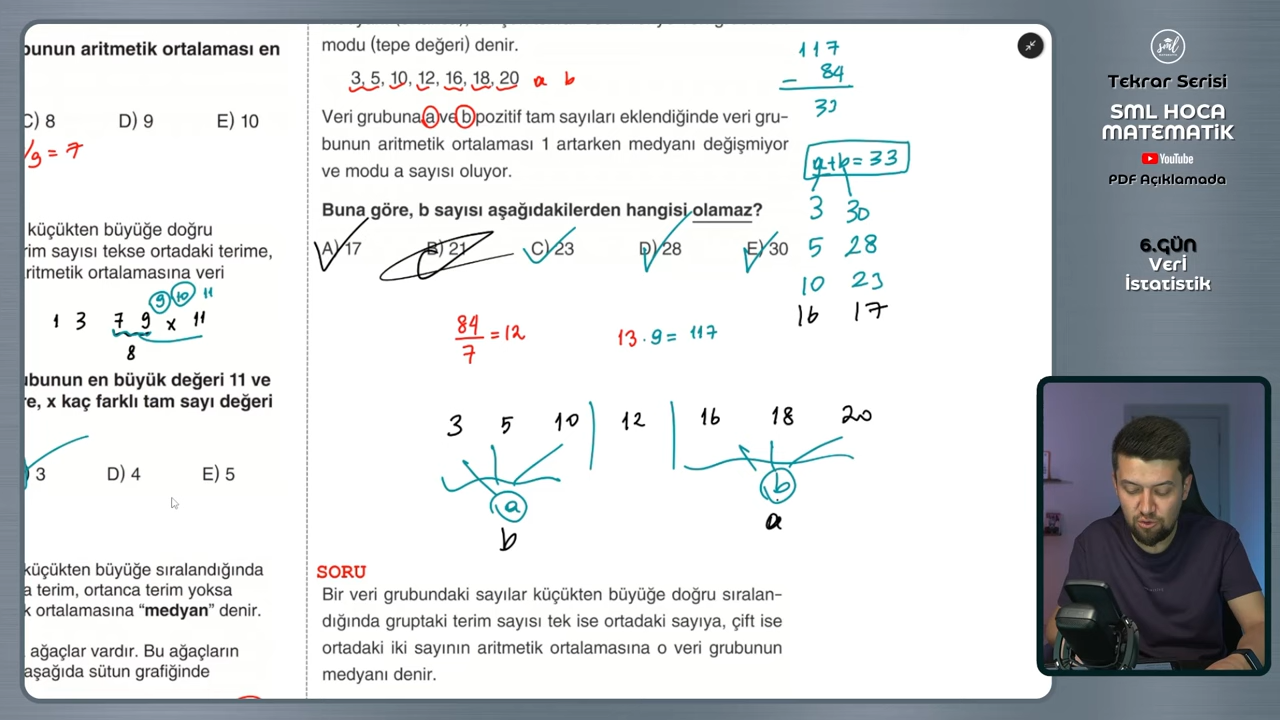 bunun aritmetik ortalaması en
C) 8 D) 9 E) 10
/9 = 7
küçükten büyüğe doğru
rim sayısı tekse ortadaki terime,
aritmetik ortalamasına veri
9 10 11
1 3 7 9 x 11
8
ubunun en büyük değeri 11 ve
re, x kaç farklı tam sayı değeri
3 D) 4 E) 5
küçükten büyüğe sıralandığında
a terim, ortanca terim yoksa
k ortalamasına “medyan” denir.
ağaçlar vardır. Bu ağaçların
aşağıda sütun grafiğinde
modu (tepe değeri) denir.
3, 5, 10, 12, 16, 18, 20 a b
Veri grubuna a ve b pozitif tam sayıları eklendiğinde veri gru-
bunun aritmetik ortalaması 1 artarken medyanı değişmiyor
ve modu a sayısı oluyor.
Buna göre, b sayısı aşağıdakilerden hangisi olamaz?
A) 17 B) 21 C) 23 D) 28 E) 30
84
7
= 12
13 . 9 = 117
117
- 84
33
a+b = 33
3 30
5 28
10 23
16 17
3 5 10 12 16 18 20
a b
b a
SORU
Bir veri grubundaki sayılar küçükten büyüğe doğru sıralan-
dığında gruptaki terim sayısı tek ise ortadaki sayıya, çift ise
ortadaki iki sayının aritmetik ortalamasına o veri grubunun
medyanı denir.
sml
Tekrar Serisi
SML HOCA
MATEMATİK
YouTube
PDF Açıklamada
6.GÜN
Verİ
İstatistik